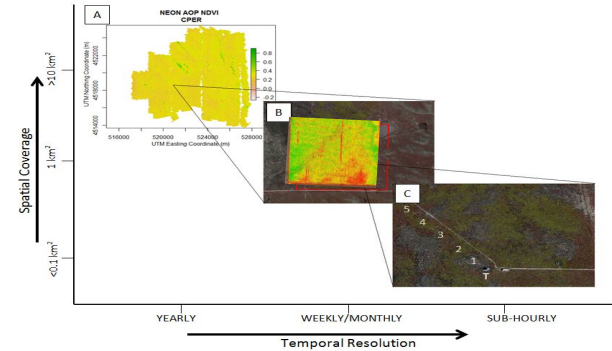 A
NEON AOP NDVI
CPER
UTM Northing Coordinate (m)
4522000
4518000
4514000
0.8
0.6
0.4
0.2
0.0
-0.2
516000 520000 524000 528000
UTM Easting Coordinate (m)
B
C
5
4
3
2
1
T
Spatial Coverage
>10 km²
1 km²
<0.1 km²
YEARLY WEEKLY/MONTHLY SUB-HOURLY
Temporal Resolution